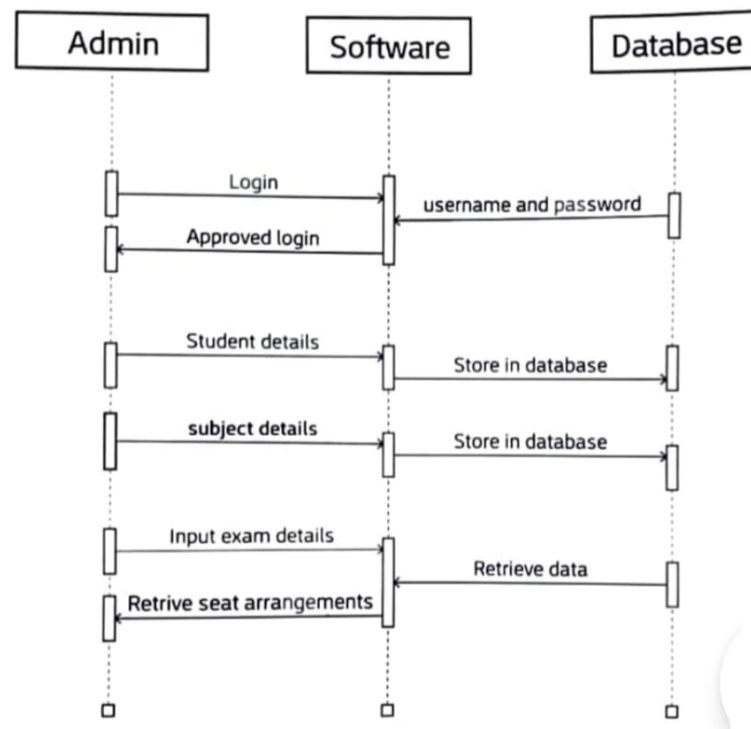 Admin
Software
Database
Login
username and password
Approved login
Student details
Store in database
subject details
Store in database
Input exam details
Retrieve data
Retrive seat arrangements